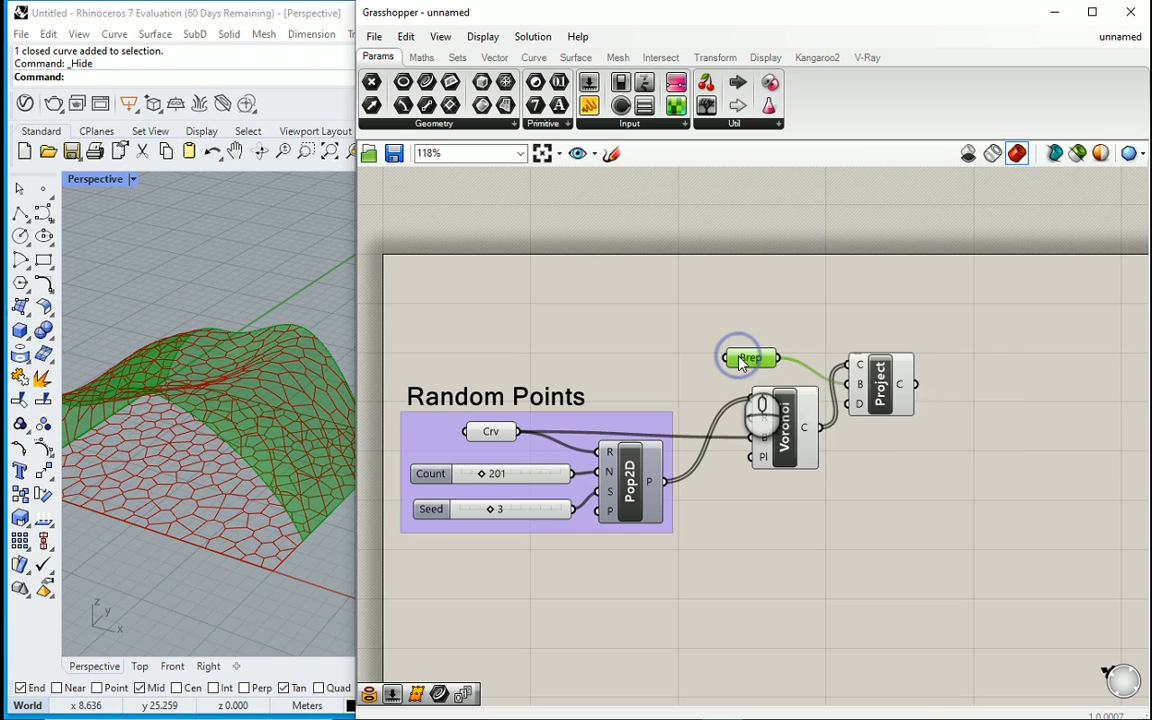 Untitled - Rhinoceros 7 Evaluation (60 Days Remaining) - [Perspective]
File Edit View Curve Surface SubD Solid Mesh Dimension
1 closed curve added to selection.
Command: _Hide
Command:
Standard CPlanes Set View Display Select Viewport Layout
Perspective
z y x
Perspective Top Front Right
End Near Point Mid Cen Int Perp Tan Quad
World x 8.636 y 25.259 z 0.000 Meters
Grasshopper - unnamed
File Edit View Display Solution Help unnamed
Params Maths Sets Vector Curve Surface Mesh Intersect Transform Display Kangaroo2 V-Ray
Geometry Primitive Input Util
118%
Brep
C
B
D
Project
C
Random Points
Crv
Count 201
Seed 3
R
N
S
P
Pop2D
P
Pl
Voronoi
C
1.0.0007